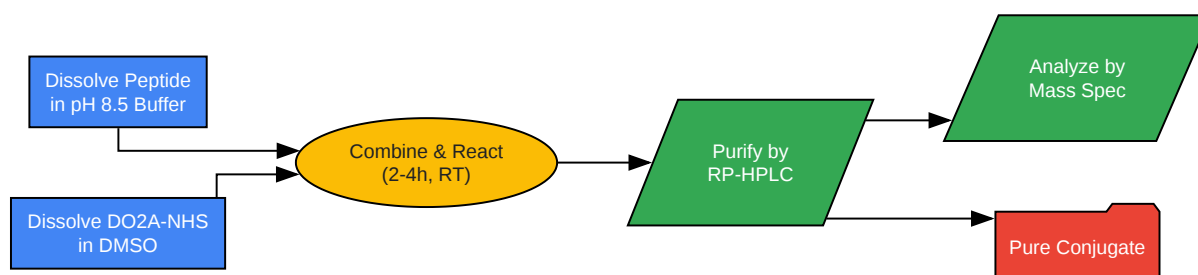 Dissolve Peptide
in pH 8.5 Buffer
Dissolve DO2A-NHS
in DMSO
Combine & React
(2-4h, RT)
Purify by
RP-HPLC
Analyze by
Mass Spec
Pure Conjugate